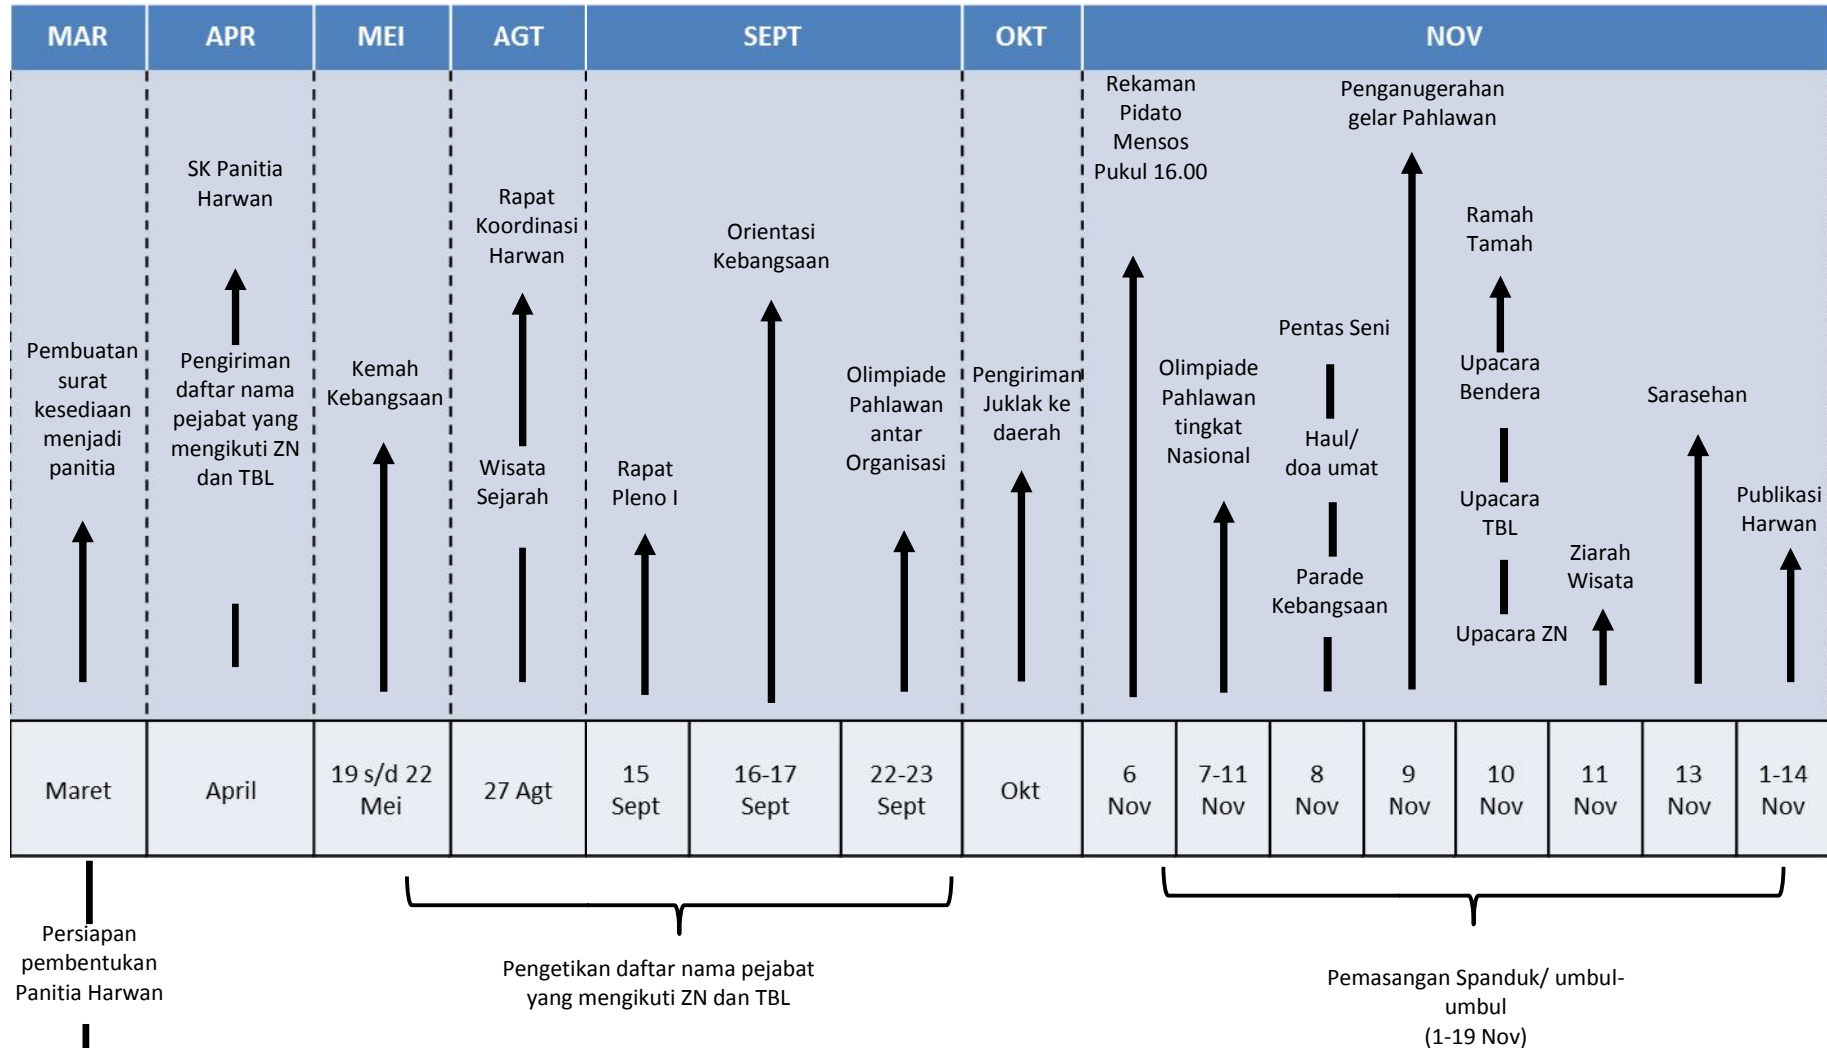 MAR
APR
MEI
AGT
SEPT
OKT
NOV
Pembuatan
surat
kesediaan
menjadi
panitia
SK Panitia
Harwan
Pengiriman
daftar nama
pejabat yang
mengikuti ZN
dan TBL
Kemah
Kebangsaan
Rapat
Koordinasi
Harwan
Wisata
Sejarah
Rapat
Pleno I
Orientasi
Kebangsaan
Olimpiade
Pahlawan
antar
Organisasi
Pengiriman
Juklak ke
daerah
Rekaman
Pidato
Mensos
Pukul 16.00
Olimpiade
Pahlawan
tingkat
Nasional
Pentas Seni
Haul/
doa umat
Parade
Kebangsaan
Penganugerahan
gelar Pahlawan
Ramah
Tamah
Upacara
Bendera
Upacara
TBL
Upacara ZN
Ziarah
Wisata
Sarasehan
Publikasi
Harwan
Maret
April
19 s/d 22
Mei
27 Agt
15
Sept
16-17
Sept
22-23
Sept
Okt
6
Nov
7-11
Nov
8
Nov
9
Nov
10
Nov
11
Nov
13
Nov
1-14
Nov
Persiapan
pembentukan
Panitia Harwan
Pengetikan daftar nama pejabat
yang mengikuti ZN dan TBL
Pemasangan Spanduk/ umbul-
umbul
(1-19 Nov)